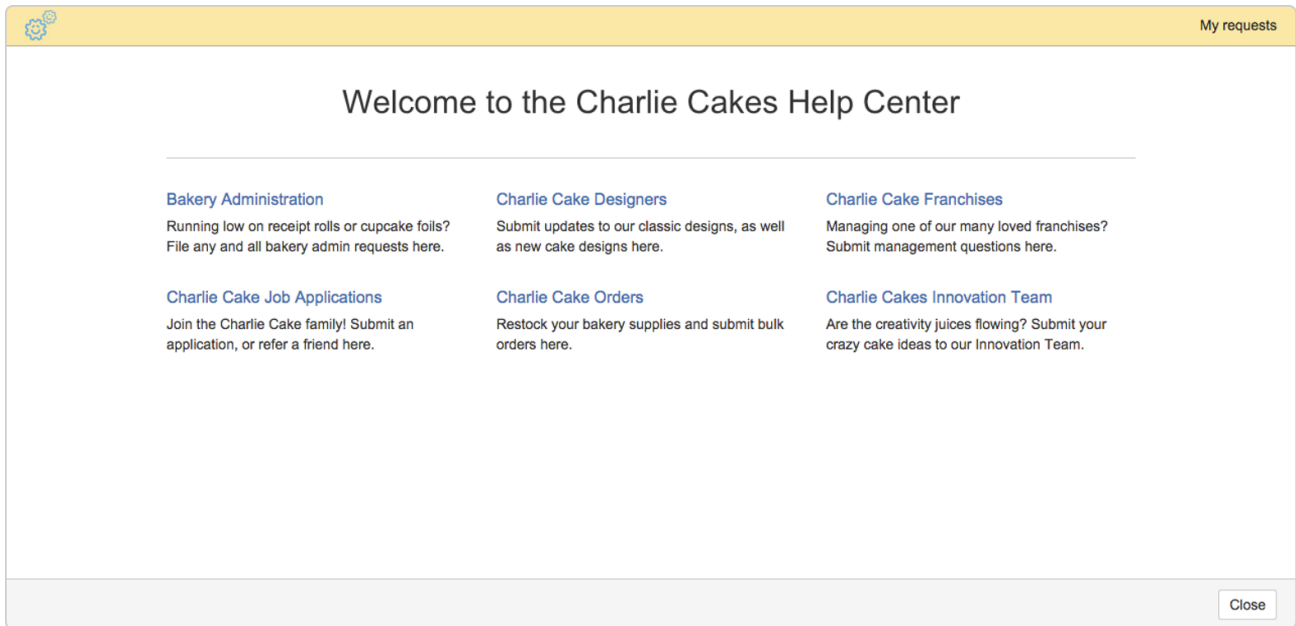 My requests
Welcome to the Charlie Cakes Help Center
Bakery Administration
Running low on receipt rolls or cupcake foils?
File any and all bakery admin requests here.
Charlie Cake Designers
Submit updates to our classic designs, as well
as new cake designs here.
Charlie Cake Franchises
Managing one of our many loved franchises?
Submit management questions here.
Charlie Cake Job Applications
Join the Charlie Cake family! Submit an
application, or refer a friend here.
Charlie Cake Orders
Restock your bakery supplies and submit bulk
orders here.
Charlie Cakes Innovation Team
Are the creativity juices flowing? Submit your
crazy cake ideas to our Innovation Team.
Close